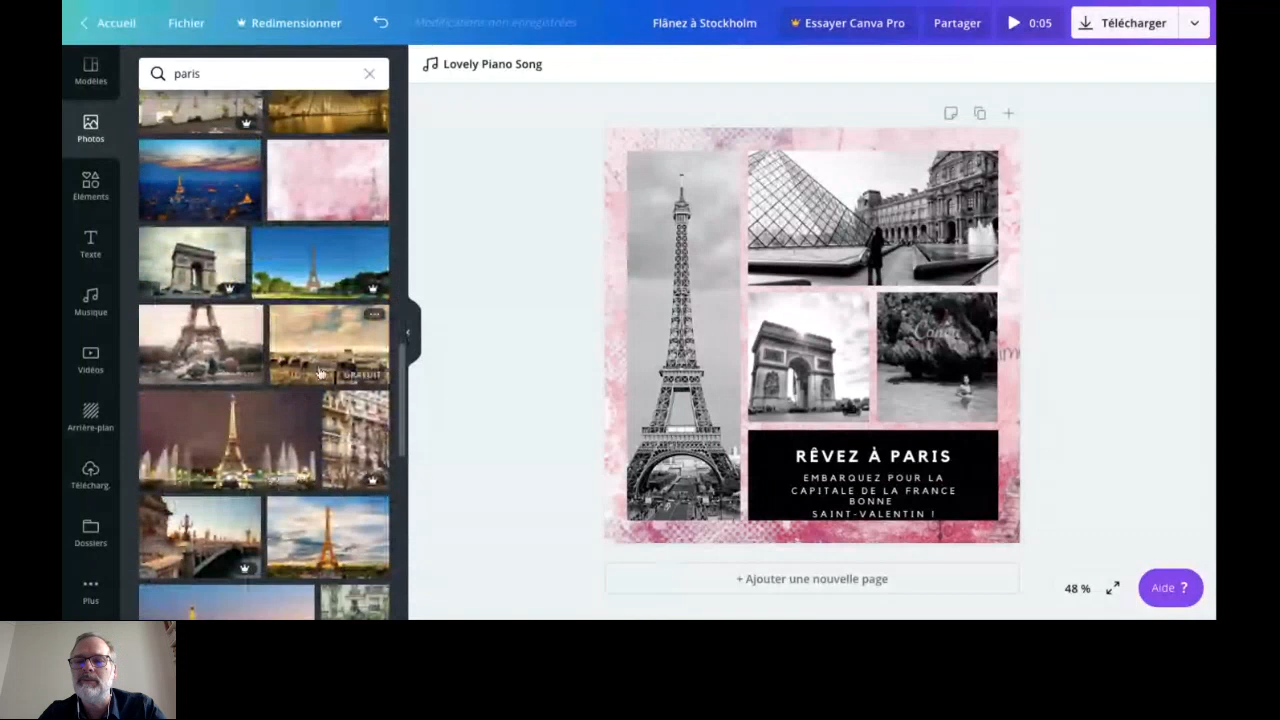 Accueil
Fichier
Redimensionner
Modifications non enregistrées
Flânez à Stockholm
Essayer Canva Pro
Partager
0:05
Télécharger
Modèles
Photos
Éléments
Texte
Musique
Vidéos
Arrière-plan
Télécharg.
Dossiers
Plus
paris
GRATUIT
Lovely Piano Song
RÊVEZ À PARIS
EMBARQUEZ POUR LA
CAPITALE DE LA FRANCE
BONNE
SAINT-VALENTIN !
+ Ajouter une nouvelle page
48 %
Aide ?